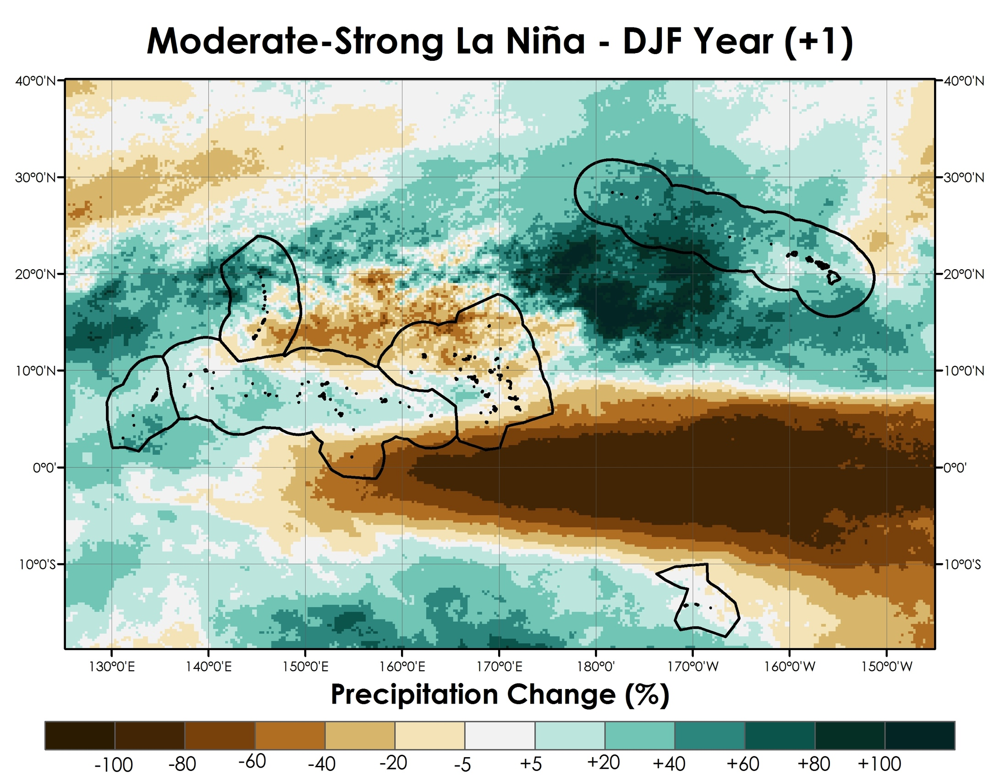 Moderate-Strong La Niña - DJF Year (+1)
40°0'N 40°0'N
30°0'N 30°0'N
20°0'N 20°0'N
10°0'N 10°0'N
0°0' 0°0'
10°0'S 10°0'S
130°0'E 140°0'E 150°0'E 160°0'E 170°0'E 180°0' 170°0'W 160°0'W 150°0'W
Precipitation Change (%)
-100 -80 -60 -40 -20 -5 +5 +20 +40 +60 +80 +100